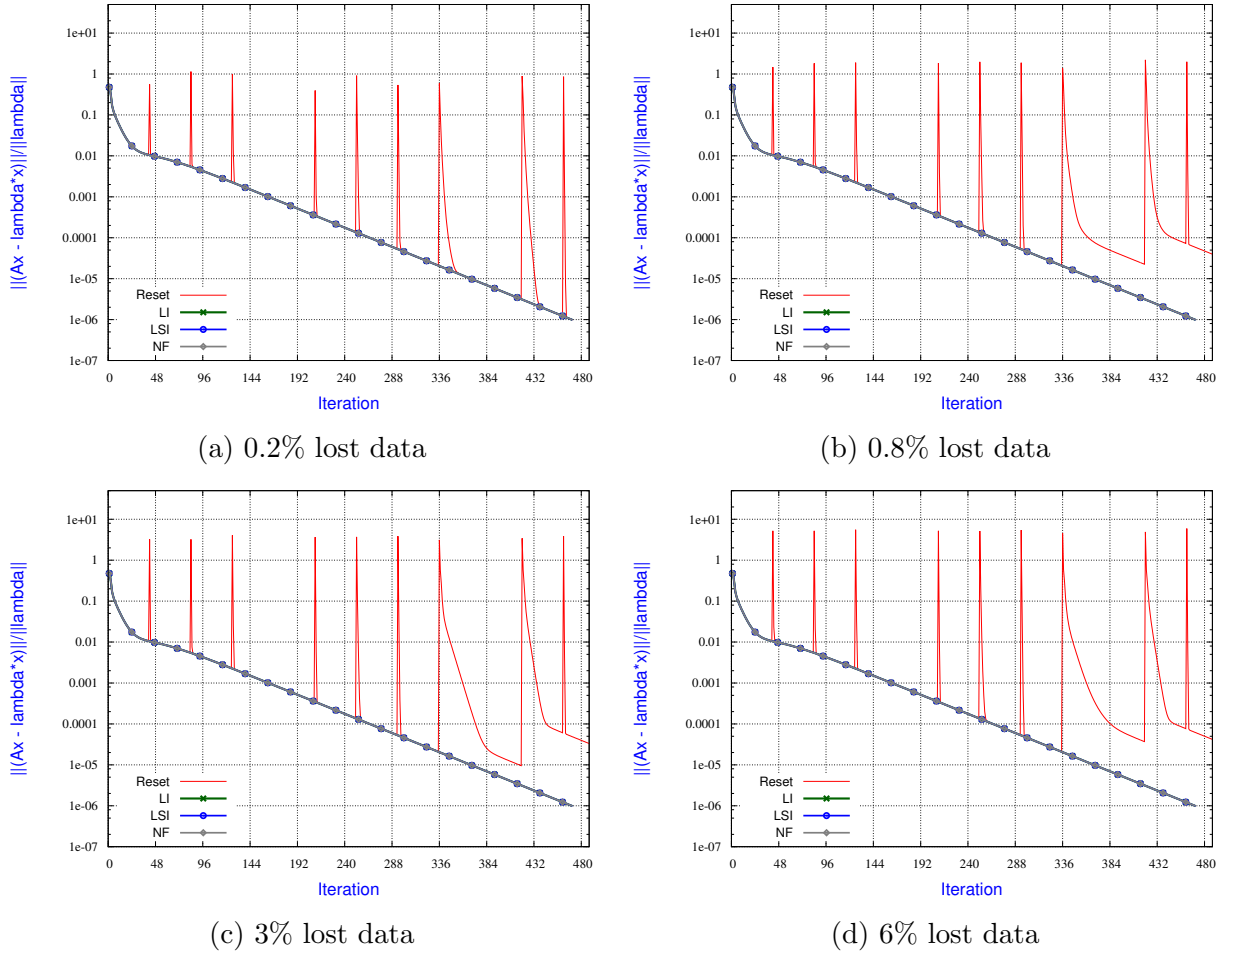 ||(Ax - lambda*x)||/||lambda||
1e+01
1
0.1
0.01
0.001
0.0001
1e-05
1e-06
1e-07
Reset
LI
LSI
NF
0 48 96 144 192 240 288 336 384 432 480
Iteration
(a) 0.2% lost data
||(Ax - lambda*x)||/||lambda||
1e+01
1
0.1
0.01
0.001
0.0001
1e-05
1e-06
1e-07
Reset
LI
LSI
NF
0 48 96 144 192 240 288 336 384 432 480
Iteration
(b) 0.8% lost data
||(Ax - lambda*x)||/||lambda||
1e+01
1
0.1
0.01
0.001
0.0001
1e-05
1e-06
1e-07
Reset
LI
LSI
NF
0 48 96 144 192 240 288 336 384 432 480
Iteration
(c) 3% lost data
||(Ax - lambda*x)||/||lambda||
1e+01
1
0.1
0.01
0.001
0.0001
1e-05
1e-06
1e-07
Reset
LI
LSI
NF
0 48 96 144 192 240 288 336 384 432 480
Iteration
(d) 6% lost data